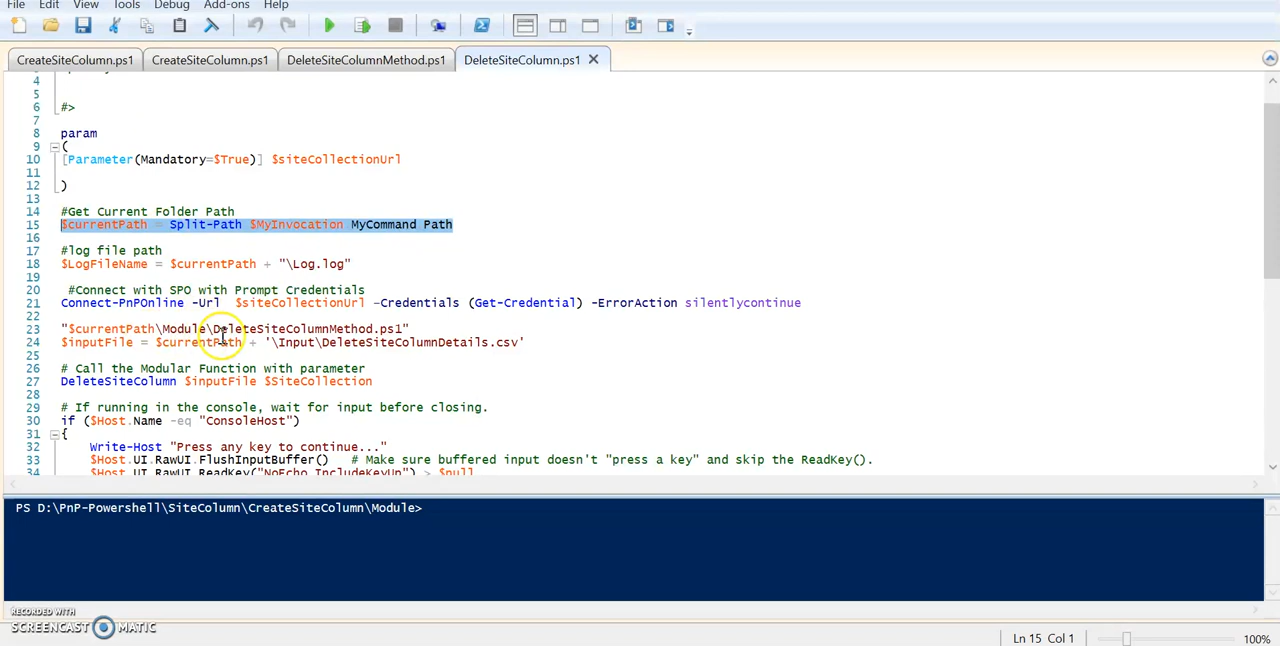 File Edit View Tools Debug Add-ons Help
CreateSiteColumn.ps1 CreateSiteColumn.ps1 DeleteSiteColumnMethod.ps1 DeleteSiteColumn.ps1
4
5
6 #>
7
8 param
9 (
10 [Parameter(Mandatory=$True)] $siteCollectionUrl
11
12 )
13
14 #Get Current Folder Path
15 $currentPath = Split-Path $MyInvocation.MyCommand.Path
16
17 #log file path
18 $LogFileName = $currentPath + "\Log.log"
19
20 #Connect with SPO with Prompt Credentials
21 Connect-PnPOnline -Url $siteCollectionUrl -Credentials (Get-Credential) -ErrorAction silentlycontinue
22
23 "$currentPath\Module\DeleteSiteColumnMethod.ps1"
24 $inputFile = $currentPath + '\Input\DeleteSiteColumnDetails.csv'
25
26 # Call the Modular Function with parameter
27 DeleteSiteColumn $inputFile $SiteCollection
28
29 # If running in the console, wait for input before closing.
30 if ($Host.Name -eq "ConsoleHost")
31 {
32 Write-Host "Press any key to continue..."
33 $Host.UI.RawUI.FlushInputBuffer() # Make sure buffered input doesn't "press a key" and skip the ReadKey().
34 $Host.UI.RawUI.ReadKey("NoEcho,IncludeKeyUp") > $null
PS D:\PnP-Powershell\SiteColumn\CreateSiteColumn\Module>
RECORDED WITH
SCREENCAST MATIC
Ln 15 Col 1 100%